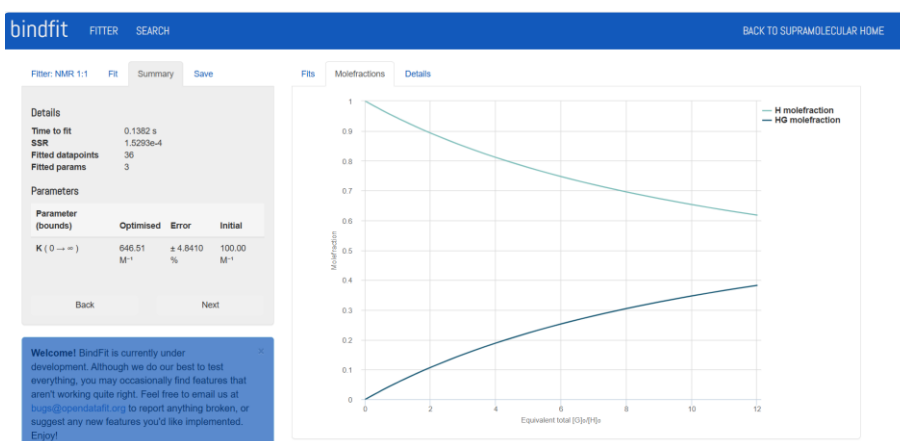 bindfit FITTER SEARCH BACK TO SUPRAMOLECULAR HOME
Fitter: NMR 1:1 Fit Summary Save
Details
Time to fit 0.1382 s
SSR 1.5293e-4
Fitted datapoints 36
Fitted params 3
Parameters
Parameter (bounds) Optimised Error Initial
K ( 0 → ∞ ) 646.51 M⁻¹ ± 4.8410 % 100.00 M⁻¹
Back Next
Welcome! BindFit is currently under
development. Although we do our best to test
everything, you may occasionally find features that
aren't working quite right. Feel free to email us at
bugs@opendatafit.org to report anything broken, or
suggest any new features you'd like implemented.
Enjoy!
×
Fits Molefractions Details
H molefraction
HG molefraction
Molefraction
1
0.9
0.8
0.7
0.6
0.5
0.4
0.3
0.2
0.1
0
0 2 4 6 8 10 12
Equivalent total [G]₀/[H]₀